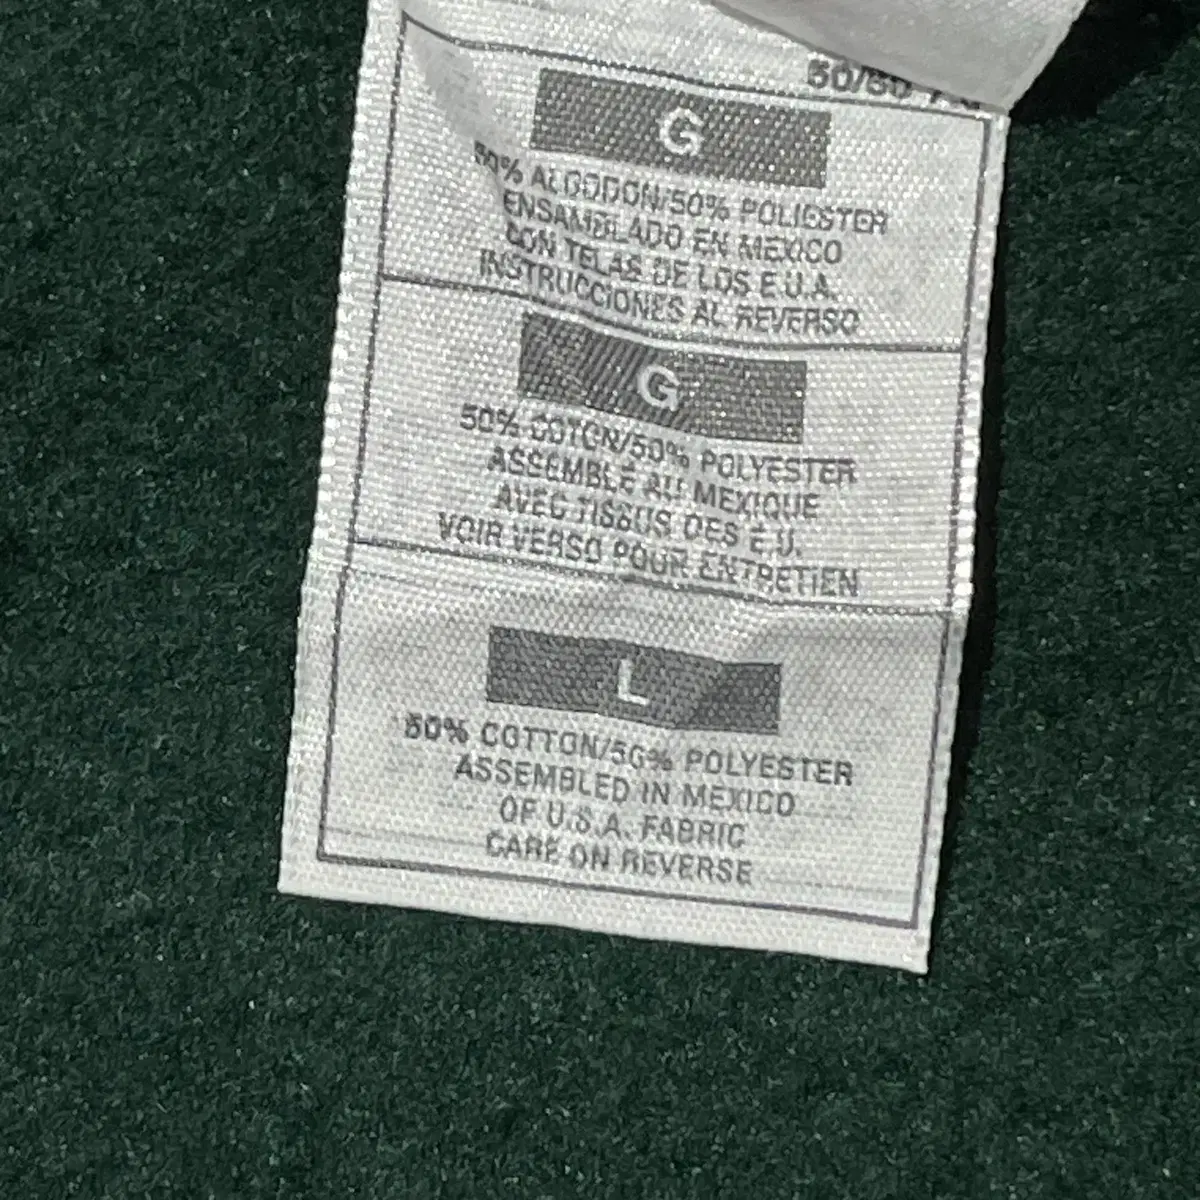 G
50% ALGODON/50% POLIESTER
ENSAMBLADO EN MEXICO
CON TELAS DE LOS E.U.A.
INSTRUCCIONES AL REVERSO
G
50% COTON/50% POLYESTER
ASSEMBLÉ AU MEXIQUE
AVEC TISSUS DES É.U.
VOIR VERSO POUR ENTRETIEN
L
50% COTTON/50% POLYESTER
ASSEMBLED IN MEXICO
OF U.S.A. FABRIC
CARE ON REVERSE